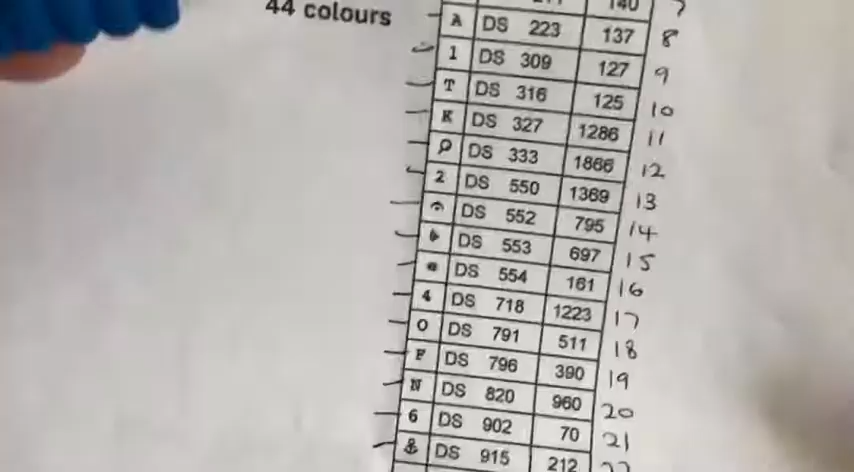 44 colours
140 7
A DS 223 137 8
1 DS 309 127 9
T DS 316 125 10
K DS 327 1286 11
DS 333 1866 12
2 DS 550 1369 13
DS 552 795 14
DS 553 697 15
DS 554 161 16
4 DS 718 1223 17
O DS 791 511 18
F DS 796 390 19
N DS 820 960 20
6 DS 902 70 21
⚓ DS 915 212 22